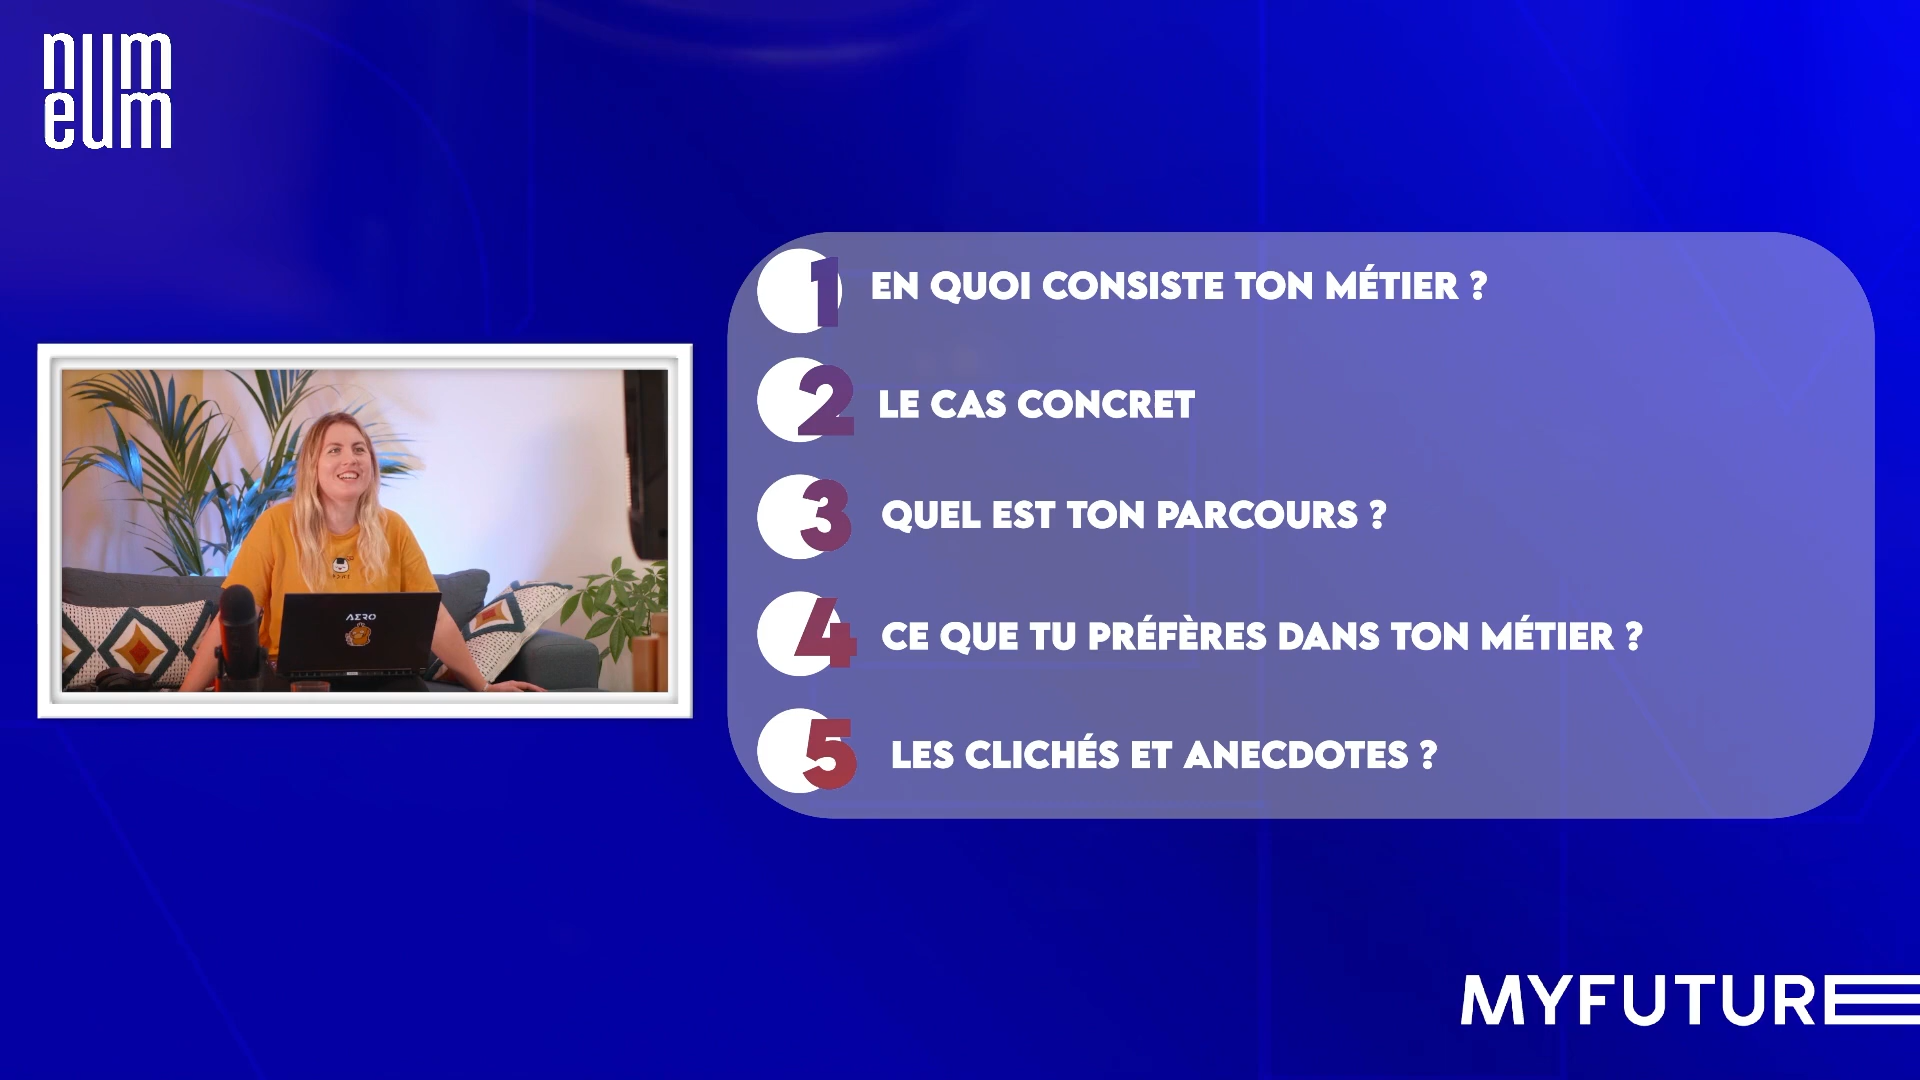 num
eum
1 EN QUOI CONSISTE TON MÉTIER ?
2 LE CAS CONCRET
3 QUEL EST TON PARCOURS ?
4 CE QUE TU PRÉFÈRES DANS TON MÉTIER ?
5 LES CLICHÉS ET ANECDOTES ?
AERO
MYFUTURE